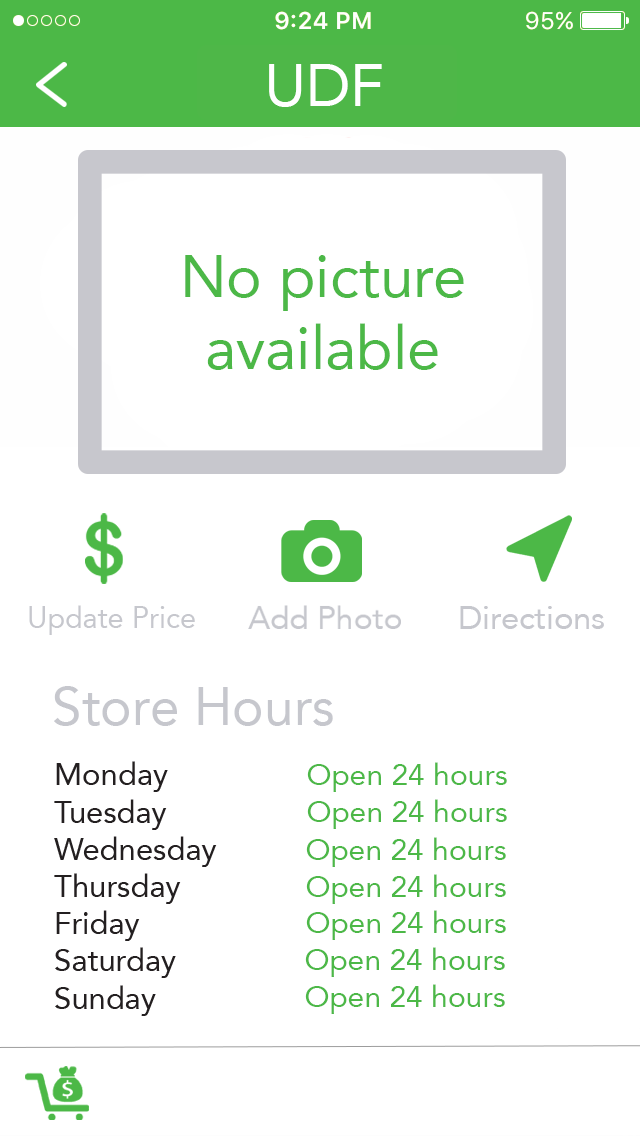 9:24 PM 95%
UDF
No picture
available
$
Update Price Add Photo Directions
Store Hours
Monday Open 24 hours
Tuesday Open 24 hours
Wednesday Open 24 hours
Thursday Open 24 hours
Friday Open 24 hours
Saturday Open 24 hours
Sunday Open 24 hours
$